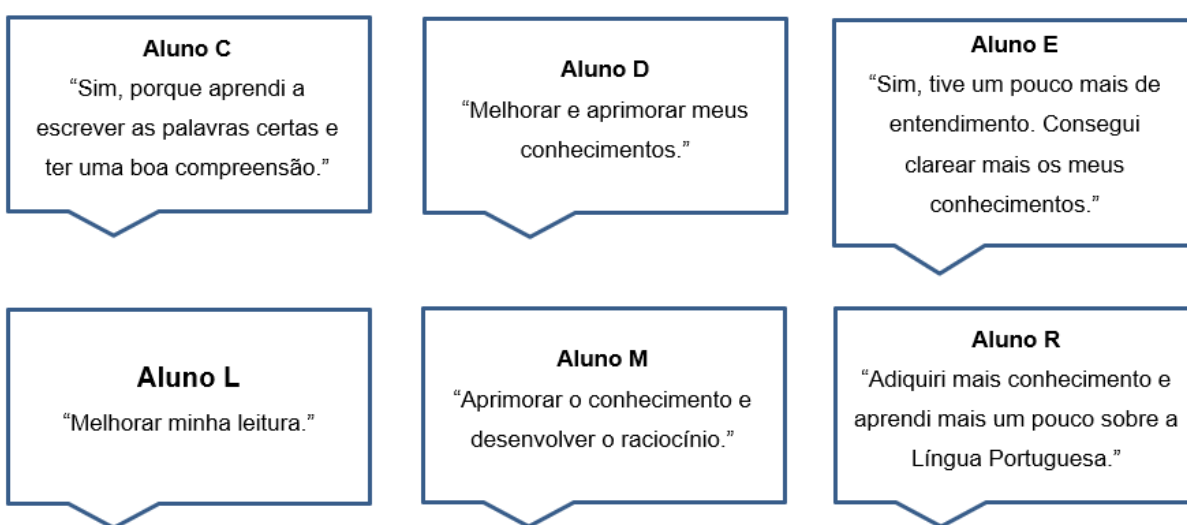 Aluno C
“Sim, porque aprendi a
escrever as palavras certas e
ter uma boa compreensão.”
Aluno D
“Melhorar e aprimorar meus
conhecimentos.”
Aluno E
“Sim, tive um pouco mais de
entendimento. Consegui
clarear mais os meus
conhecimentos.”
Aluno L
“Melhorar minha leitura.”
Aluno M
“Aprimorar o conhecimento e
desenvolver o raciocínio.”
Aluno R
“Adiquiri mais conhecimento e
aprendi mais um pouco sobre a
Língua Portuguesa.”